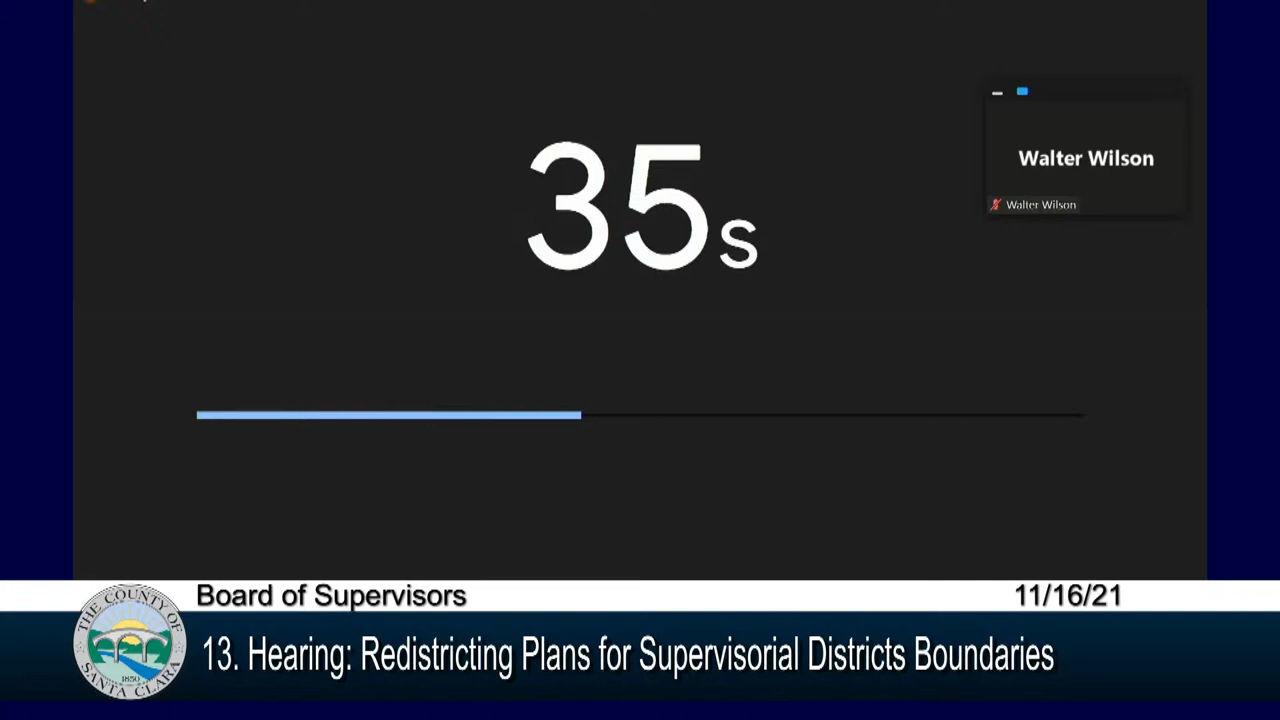 35s
Walter Wilson
Walter Wilson
Board of Supervisors
11/16/21
THE COUNTY OF SANTA CLARA
1850
13. Hearing: Redistricting Plans for Supervisorial Districts Boundaries